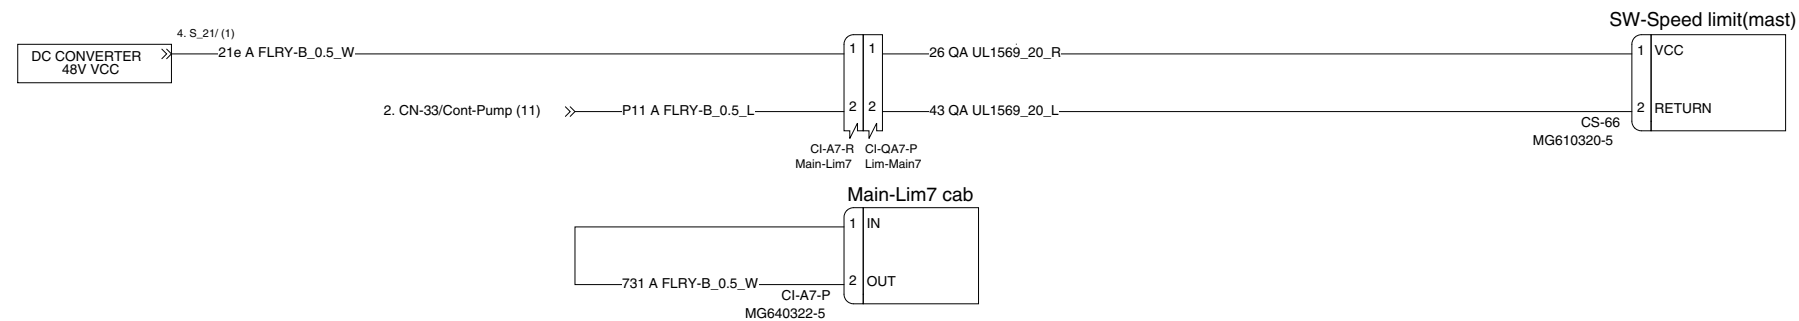 SW-Speed limit(mast)
4. S_21/ (1)
DC CONVERTER
48V VCC
21e A FLRY-B_0.5_W
1
1
26 QA UL1569_20_R
1
VCC
2. CN-33/Cont-Pump (11)
P11 A FLRY-B_0.5_L
2
2
43 QA UL1569_20_L
2
RETURN
CS-66
MG610320-5
CI-A7-R
Main-Lim7
CI-QA7-P
Lim-Main7
Main-Lim7 cab
1
IN
731 A FLRY-B_0.5_W
2
OUT
CI-A7-P
MG640322-5